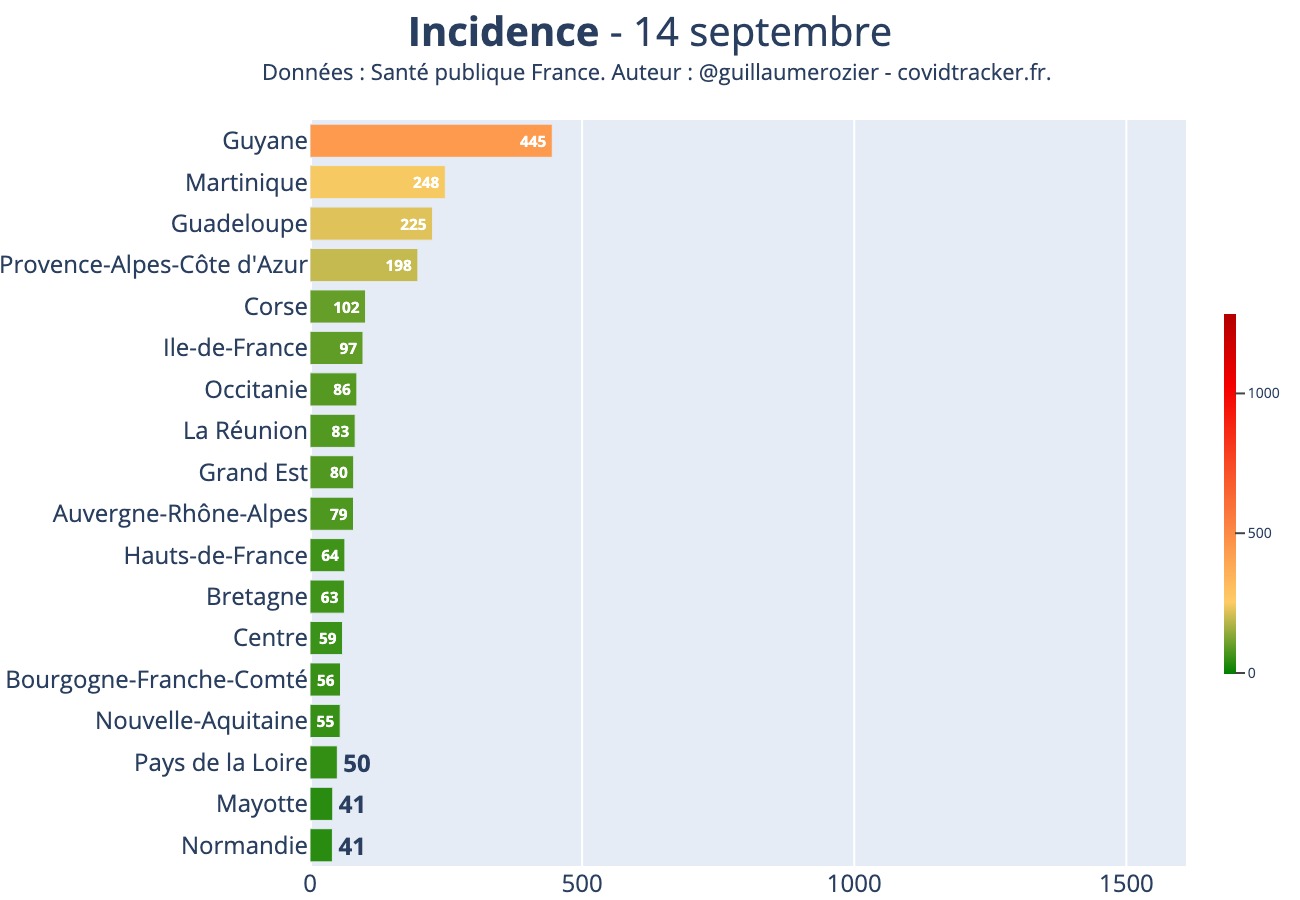 Incidence - 14 septembre
Données : Santé publique France. Auteur : @guillaumerozier - covidtracker.fr.
Guyane 445
Martinique 248
Guadeloupe 225
Provence-Alpes-Côte d'Azur 198
Corse 102
Ile-de-France 97
Occitanie 86
La Réunion 83
Grand Est 80
Auvergne-Rhône-Alpes 79
Hauts-de-France 64
Bretagne 63
Centre 59
Bourgogne-Franche-Comté 56
Nouvelle-Aquitaine 55
Pays de la Loire 50
Mayotte 41
Normandie 41
0 500 1000 1500
1000
500
0